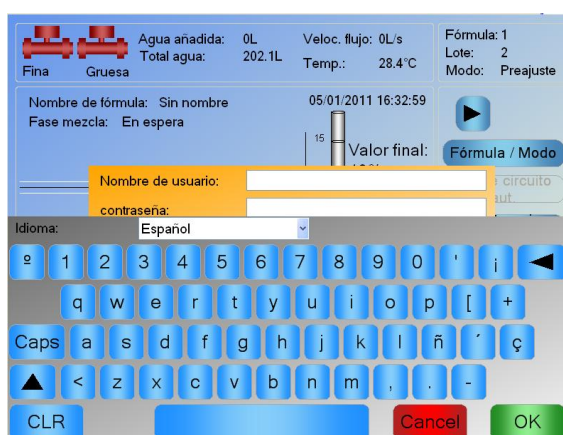 Agua añadida: 0L Veloc. flujo: 0L/s Fórmula: 1
Total agua: 202.1L Temp.: 28.4°C Lote: 2
Fina Gruesa Modo: Preajuste
Nombre de fórmula: Sin nombre 05/01/2011 16:32:59
Fase mezcla: En espera
15
Valor final:
Fórmula / Modo
Nombre de usuario:
circuito
aut.
contraseña:
Idioma: Español
º 1 2 3 4 5 6 7 8 9 0 ' ¡
q w e r t y u i o p [ +
Caps a s d f g h j k l ñ ´ ç
< z x c v b n m , . -
CLR Cancel OK